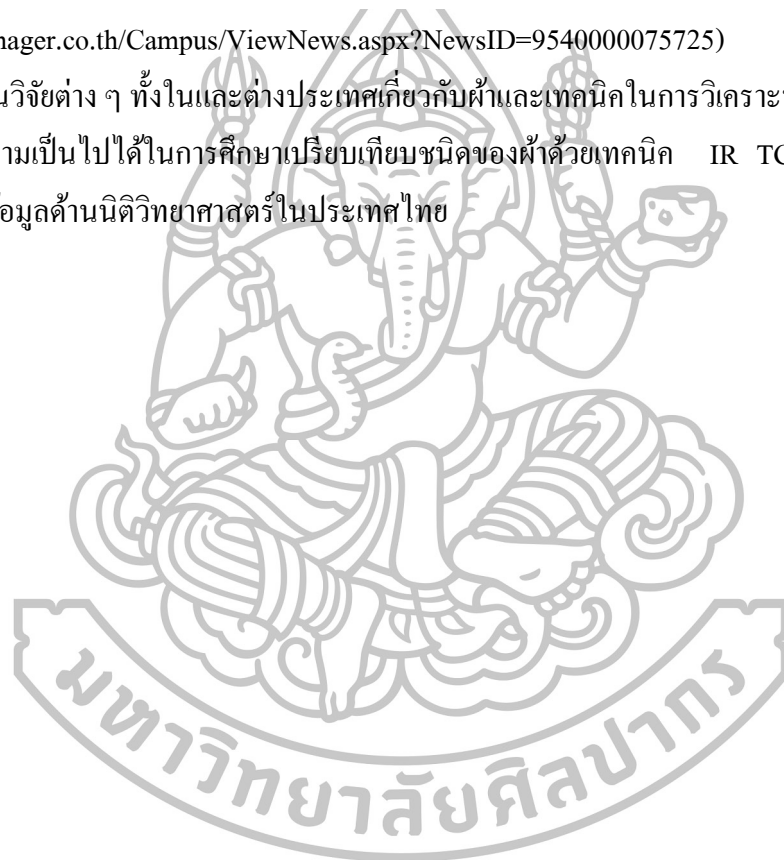 nager.co.th/Campus/ViewNews.aspx?NewsID=9540000075725)
นวิจัยต่าง ๆ ทั้งในและต่างประเทศเกี่ยวกับผ้าและเทคนิคในการวิเคราะ
ามเป็นไปได้ในการศึกษาเปรียบเทียบชนิดของผ้าด้วยเทคนิค IR TG
้อมูลด้านนิติวิทยาศาสตร์ในประเทศไทย
มหาวิทยาลัยศิลปากร